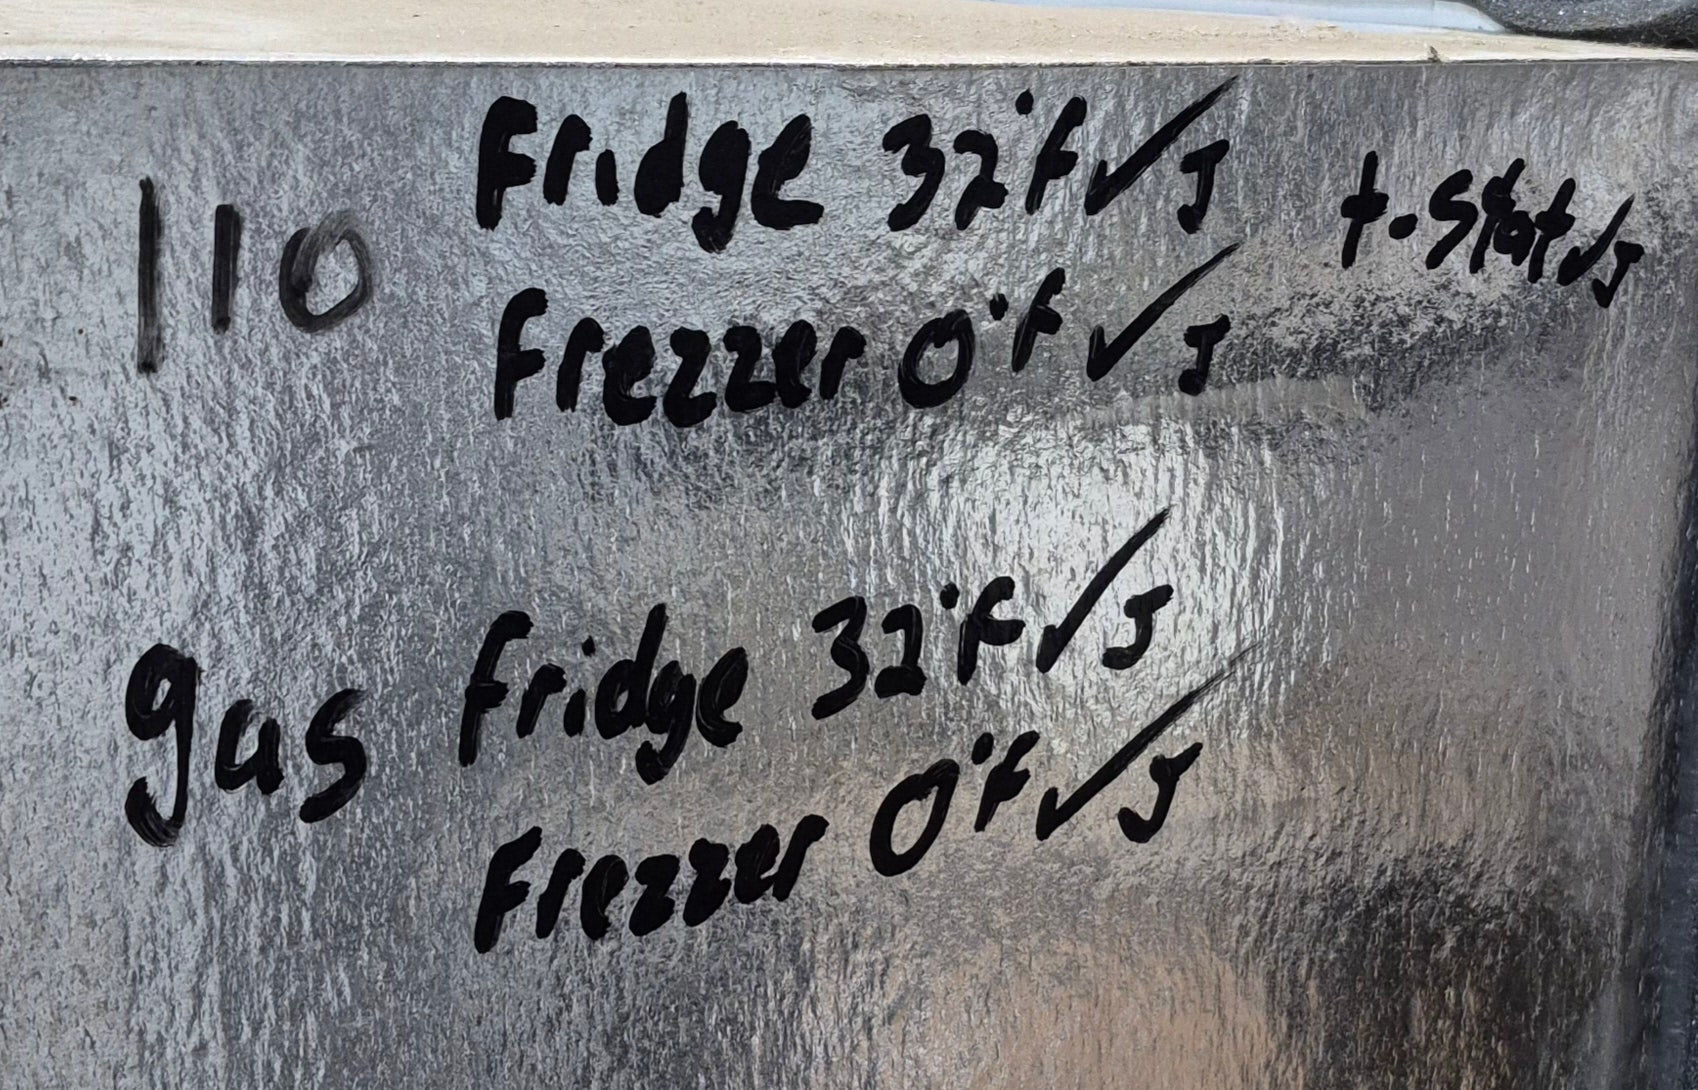 110 Fridge 32°F ✓ J t-stat ✓ J
Frezzer 0°F ✓ J
gas Fridge 32°F ✓ J
Frezzer 0°F ✓ J